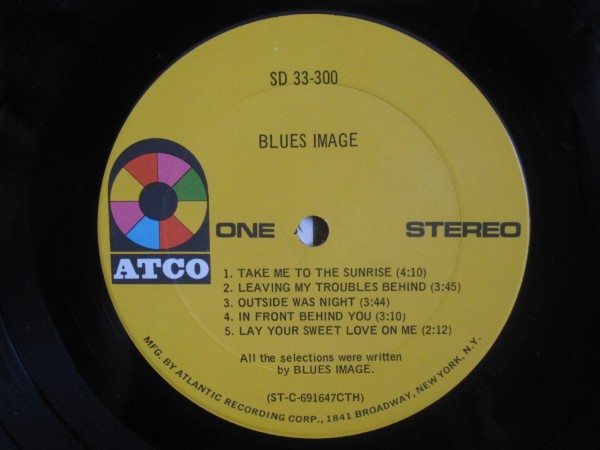 SD 33-300
BLUES IMAGE
ONE STEREO
ATCO
1. TAKE ME TO THE SUNRISE (4:10)
2. LEAVING MY TROUBLES BEHIND (3:45)
3. OUTSIDE WAS NIGHT (3:44)
4. IN FRONT BEHIND YOU (3:10)
5. LAY YOUR SWEET LOVE ON ME (2:12)
All the selections were written
by BLUES IMAGE.
(ST-C-691647CTH)
MFG. BY ATLANTIC RECORDING CORP., 1841 BROADWAY, NEW YORK, N.Y.